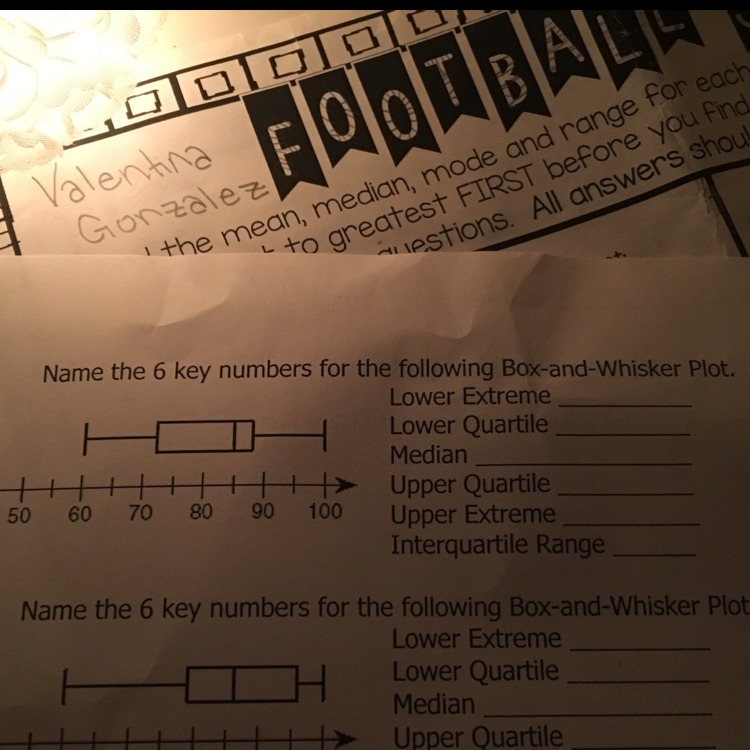 FOOTBALL
Valentina
Gonzalez
the mean, median, mode and range for each
to greatest FIRST before you find
questions. All answers
Name the 6 key numbers for the following Box-and-Whisker Plot.
Lower Extreme
Lower Quartile
Median
Upper Quartile
Upper Extreme
Interquartile Range
50 60 70 80 90 100
Name the 6 key numbers for the following Box-and-Whisker Plot
Lower Extreme
Lower Quartile
Median
Upper Quartile